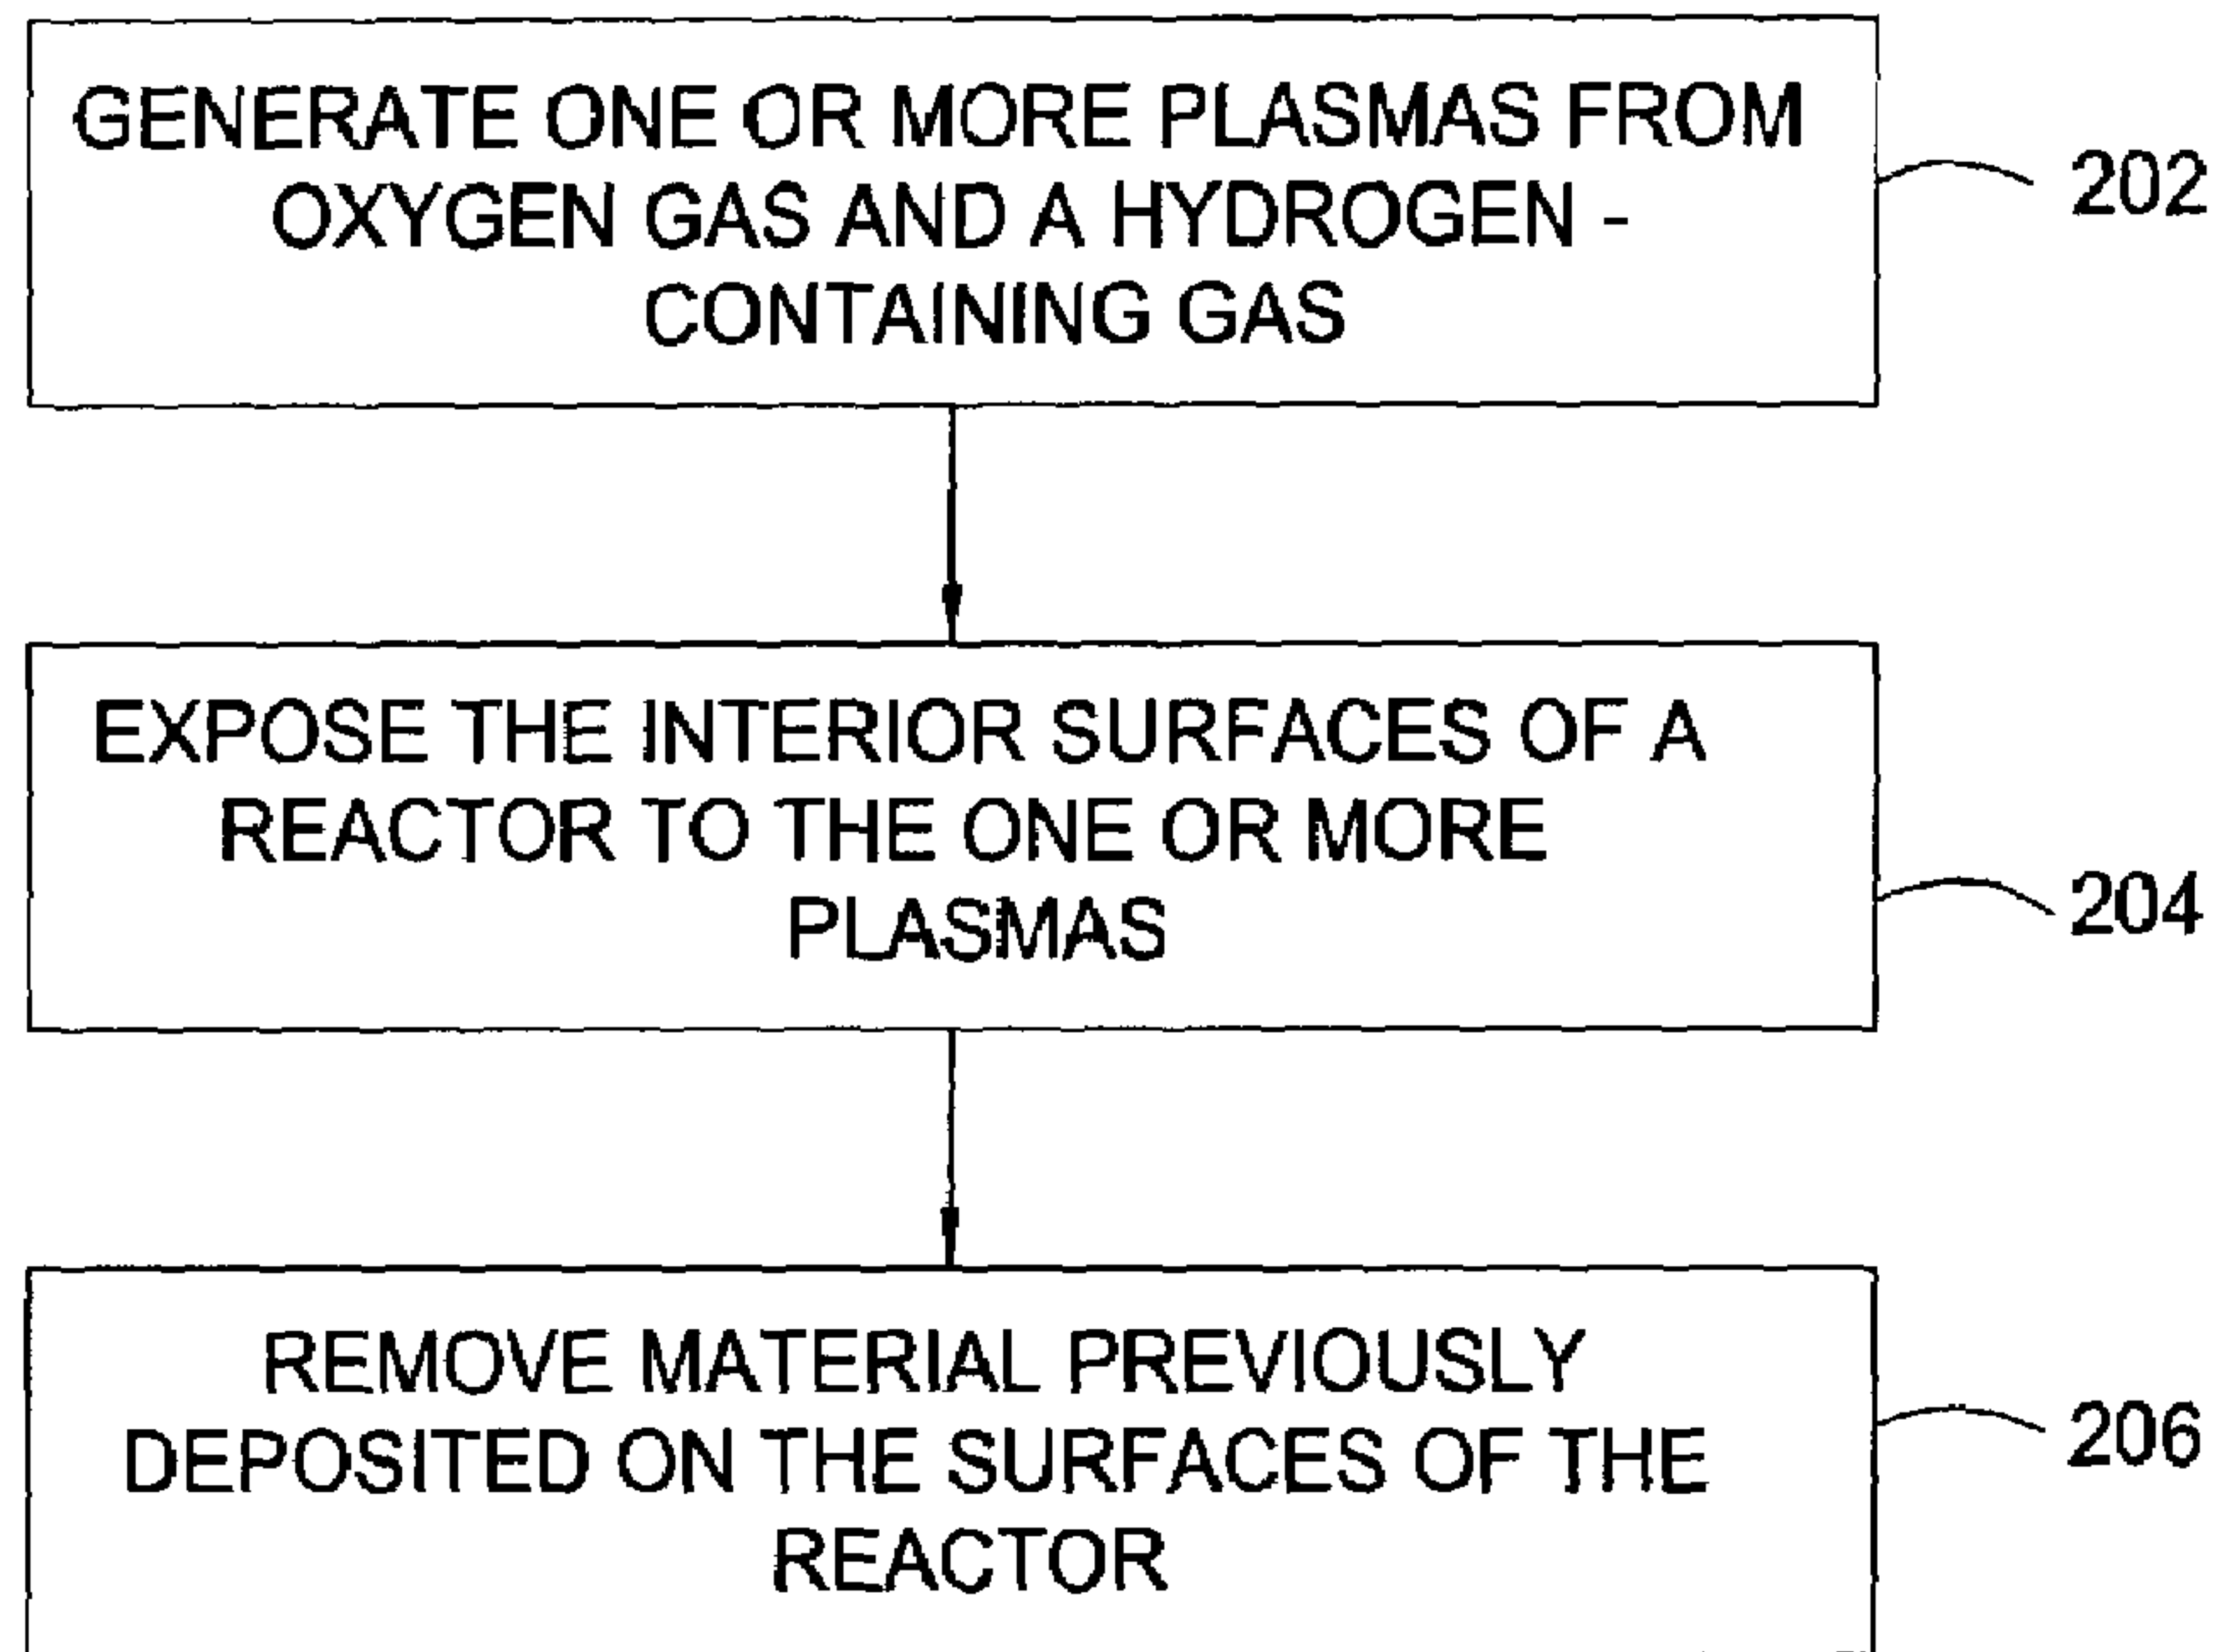 GENERATE ONE OR MORE PLASMAS FROM
OXYGEN GAS AND A HYDROGEN -
CONTAINING GAS
202
EXPOSE THE INTERIOR SURFACES OF A
REACTOR TO THE ONE OR MORE
PLASMAS
204
REMOVE MATERIAL PREVIOUSLY
DEPOSITED ON THE SURFACES OF THE
REACTOR
206